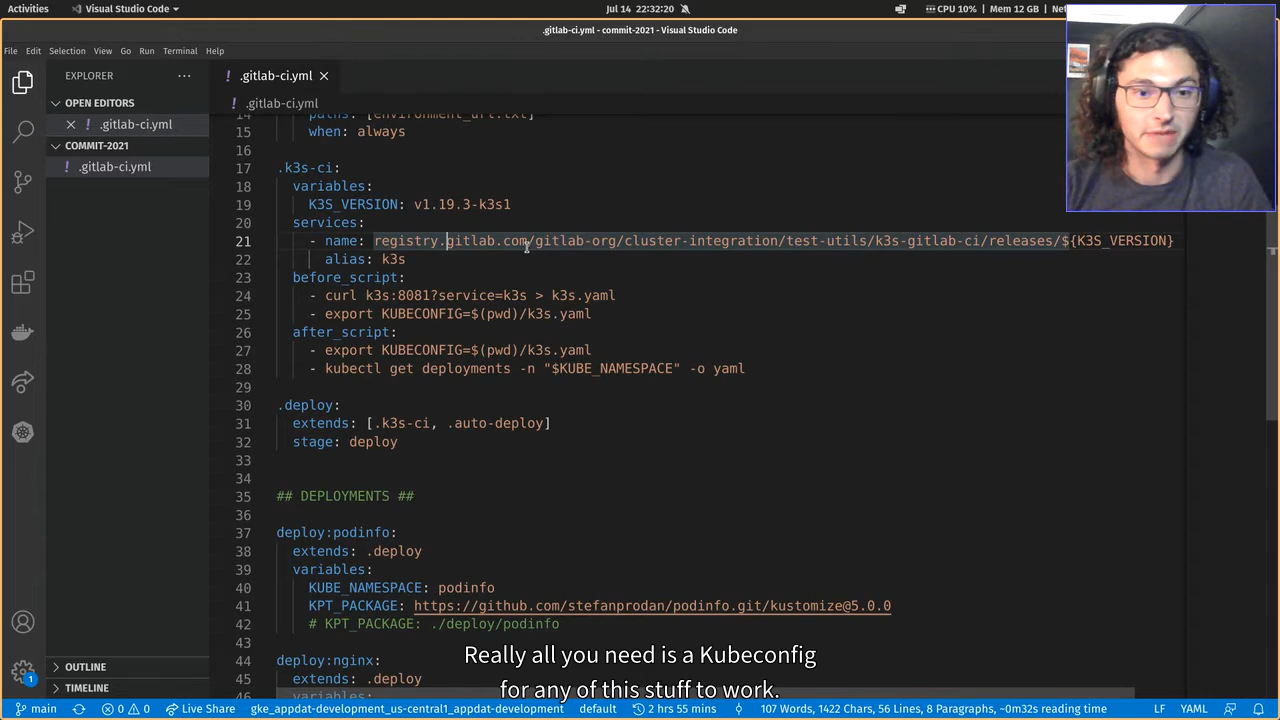 Activities
Visual Studio Code
Jul 14 22:32:20
CPU 10% | Mem 12 GB |
.gitlab-ci.yml - commit-2021 - Visual Studio Code
File Edit Selection View Go Run Terminal Help
EXPLORER
.gitlab-ci.yml
OPEN EDITORS
.gitlab-ci.yml
.gitlab-ci.yml
COMMIT-2021
.gitlab-ci.yml
14 paths: [environment_url.txt]
15 when: always
16
17 .k3s-ci:
18 variables:
19 K3S_VERSION: v1.19.3-k3s1
20 services:
21 - name: registry.gitlab.com/gitlab-org/cluster-integration/test-utils/k3s-gitlab-ci/releases/${K3S_VERSION}
22 alias: k3s
23 before_script:
24 - curl k3s:8081?service=k3s > k3s.yaml
25 - export KUBECONFIG=$(pwd)/k3s.yaml
26 after_script:
27 - export KUBECONFIG=$(pwd)/k3s.yaml
28 - kubectl get deployments -n "$KUBE_NAMESPACE" -o yaml
29
30 .deploy:
31 extends: [.k3s-ci, .auto-deploy]
32 stage: deploy
33
34
35 ## DEPLOYMENTS ##
36
37 deploy:podinfo:
38 extends: .deploy
39 variables:
40 KUBE_NAMESPACE: podinfo
41 KPT_PACKAGE: https://github.com/stefanprodan/podinfo.git/kustomize@5.0.0
42 # KPT_PACKAGE: ./deploy/podinfo
43
44 deploy:nginx:
45 extends: .deploy
46 variables:
OUTLINE
TIMELINE
Really all you need is a Kubeconfig
for any of this stuff to work.
1
main 0 0 Live Share gke_appdat-development_us-central1_appdat-development default 2 hrs 55 mins 107 Words, 1422 Chars, 56 Lines, 8 Paragraphs, ~0m32s reading time LF YAML